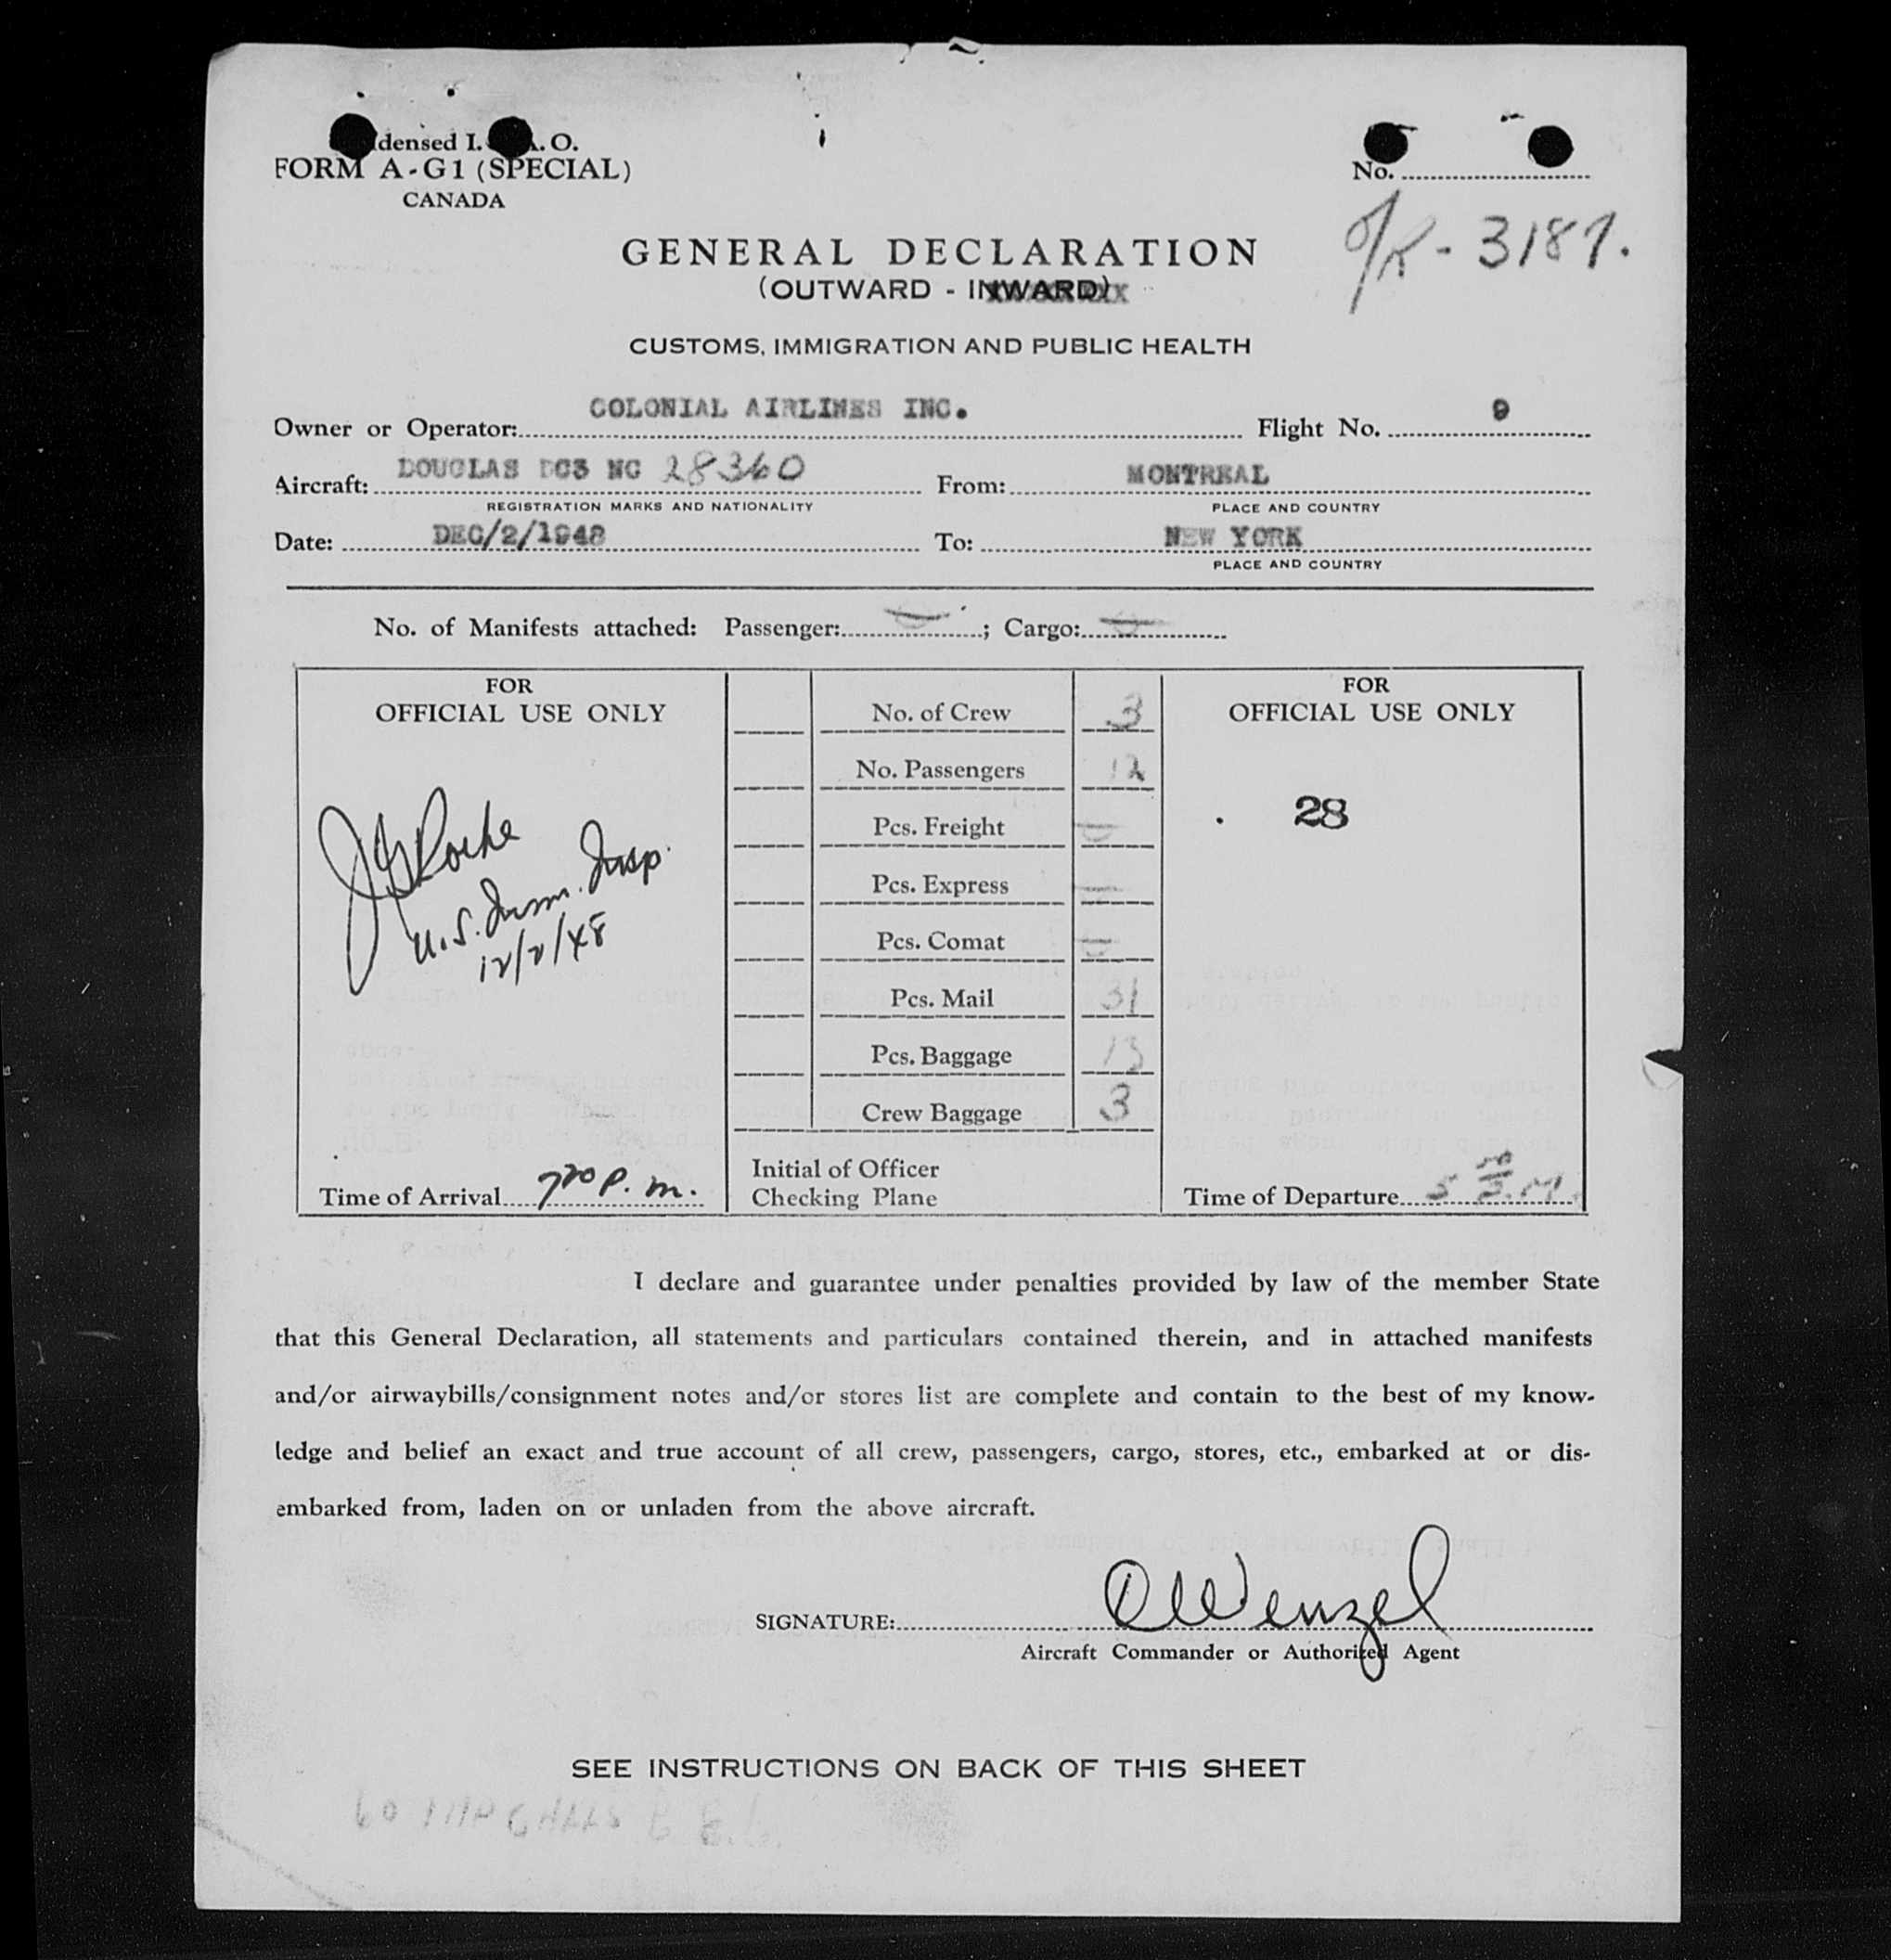 densed I. A. O.
FORM A-G1 (SPECIAL)
CANADA
No.
O/R - 3187.
GENERAL DECLARATION
(OUTWARD - INWARD)
CUSTOMS, IMMIGRATION AND PUBLIC HEALTH
Owner or Operator: COLONIAL AIRLINES INC. Flight No. 9
Aircraft: DOUGLAS DC3 NC 28360 From: MONTREAL
REGISTRATION MARKS AND NATIONALITY PLACE AND COUNTRY
Date: DEC/2/1948 To: NEW YORK
PLACE AND COUNTRY
No. of Manifests attached: Passenger: ; Cargo:
FOR
OFFICIAL USE ONLY
J G Roche
U.S. Imm. Insp.
12/2/48
Time of Arrival 7 20 P. m.
No. of Crew 3
No. Passengers 12
Pcs. Freight
Pcs. Express
Pcs. Comat
Pcs. Mail 31
Pcs. Baggage 13
Crew Baggage 3
Initial of Officer
Checking Plane
FOR
OFFICIAL USE ONLY
28
Time of Departure 5
I declare and guarantee under penalties provided by law of the member State
that this General Declaration, all statements and particulars contained therein, and in attached manifests
and/or airwaybills/consignment notes and/or stores list are complete and contain to the best of my know-
ledge and belief an exact and true account of all crew, passengers, cargo, stores, etc., embarked at or dis-
embarked from, laden on or unladen from the above aircraft.
SIGNATURE: O Wenzel
Aircraft Commander or Authorized Agent
SEE INSTRUCTIONS ON BACK OF THIS SHEET